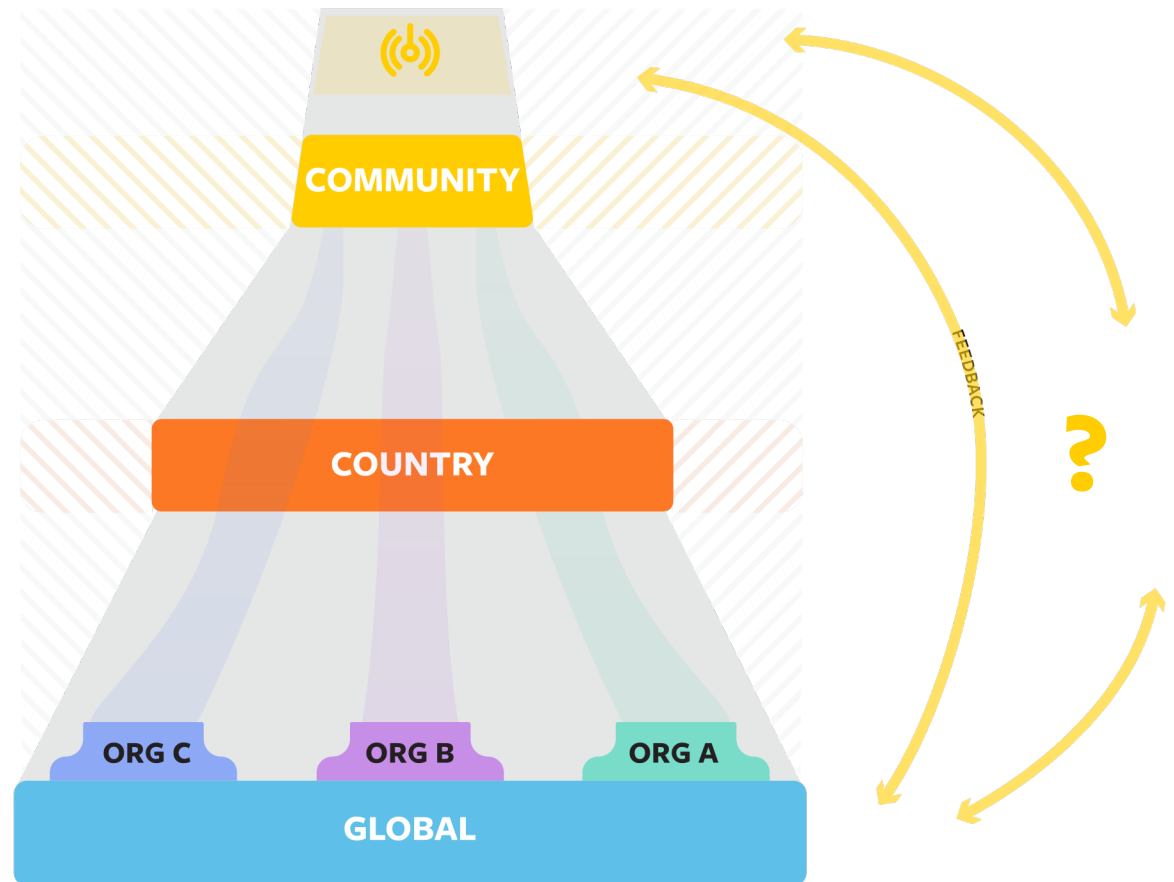 COMMUNITY
FEEDBACK
?
COUNTRY
ORG C
ORG B
ORG A
GLOBAL